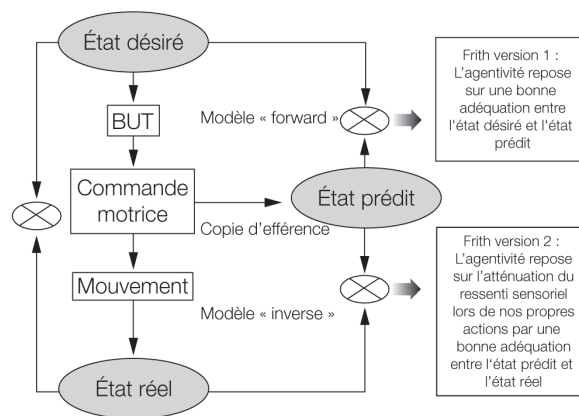 État désiré
BUT
Commande
motrice
Mouvement
État réel
Modèle « forward »
État prédit
Copie d’efférence
Modèle « inverse »
Frith version 1 :
L’agentivité repose
sur une bonne
adéquation entre
l'état désiré et l'état
prédit
Frith version 2 :
L’agentivité repose
sur l’atténuation du
ressenti sensoriel
lors de nos propres
actions par une
bonne adéquation
entre l‘état prédit et
l’état réel